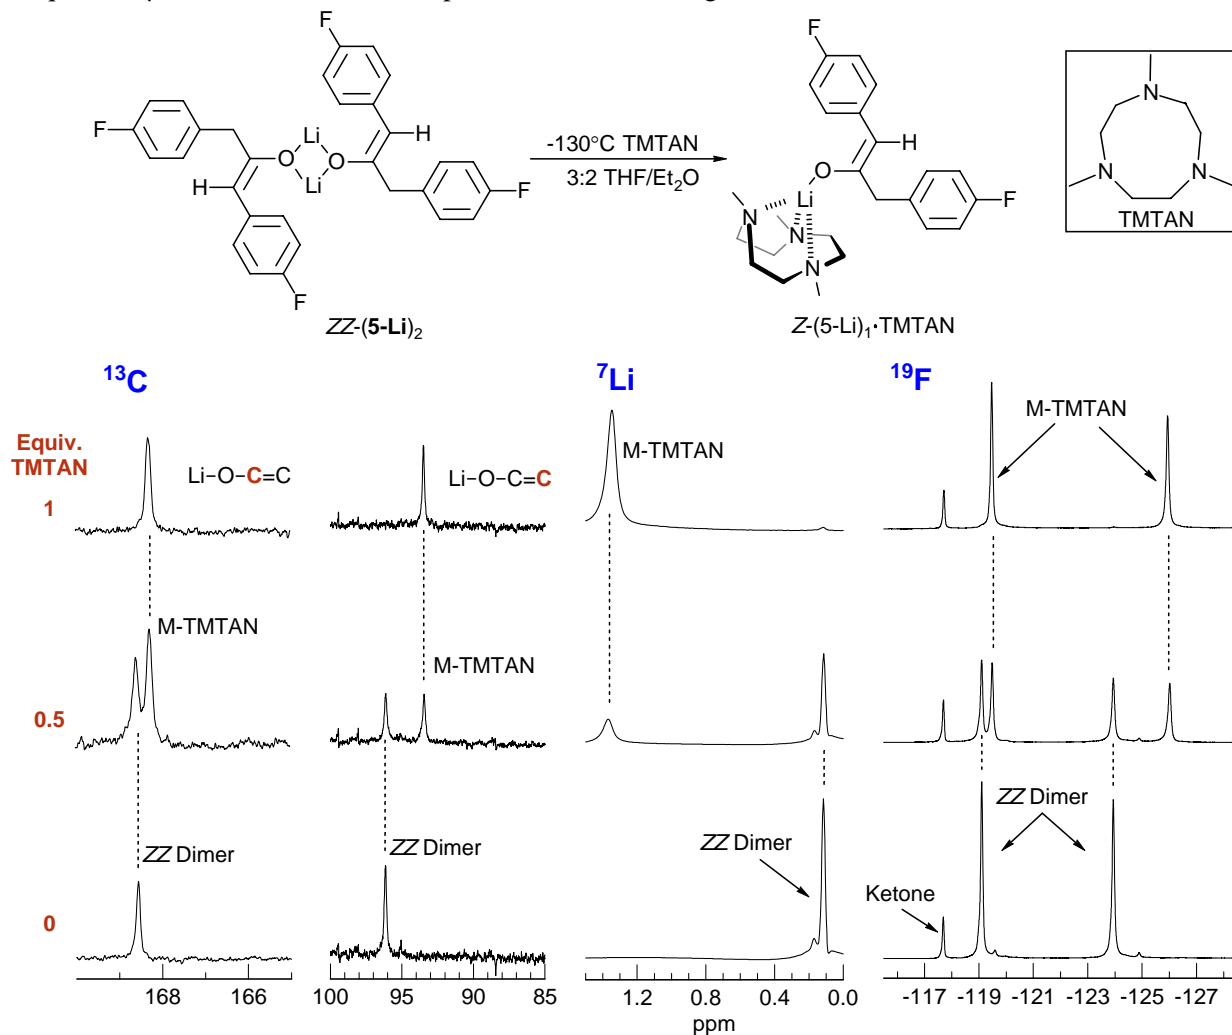 F
F
F
F
F
F
H
H
H
Li
Li
O
O
O
Li
N
N
N
N
N
N
-130°C TMTAN
3:2 THF/Et₂O
TMTAN
ZZ-(5-Li)₂
Z-(5-Li)₁·TMTAN
¹³C
⁷Li
¹⁹F
Equiv.
TMTAN
1
Li-O-C=C
Li-O-C=C
M-TMTAN
M-TMTAN
M-TMTAN
M-TMTAN
0.5
ZZ Dimer
ZZ Dimer
ZZ Dimer
ZZ Dimer
Ketone
0
168 166
100 95 90 85
1.2 0.8 0.4 0.0
ppm
-117 -119 -121 -123 -125 -127